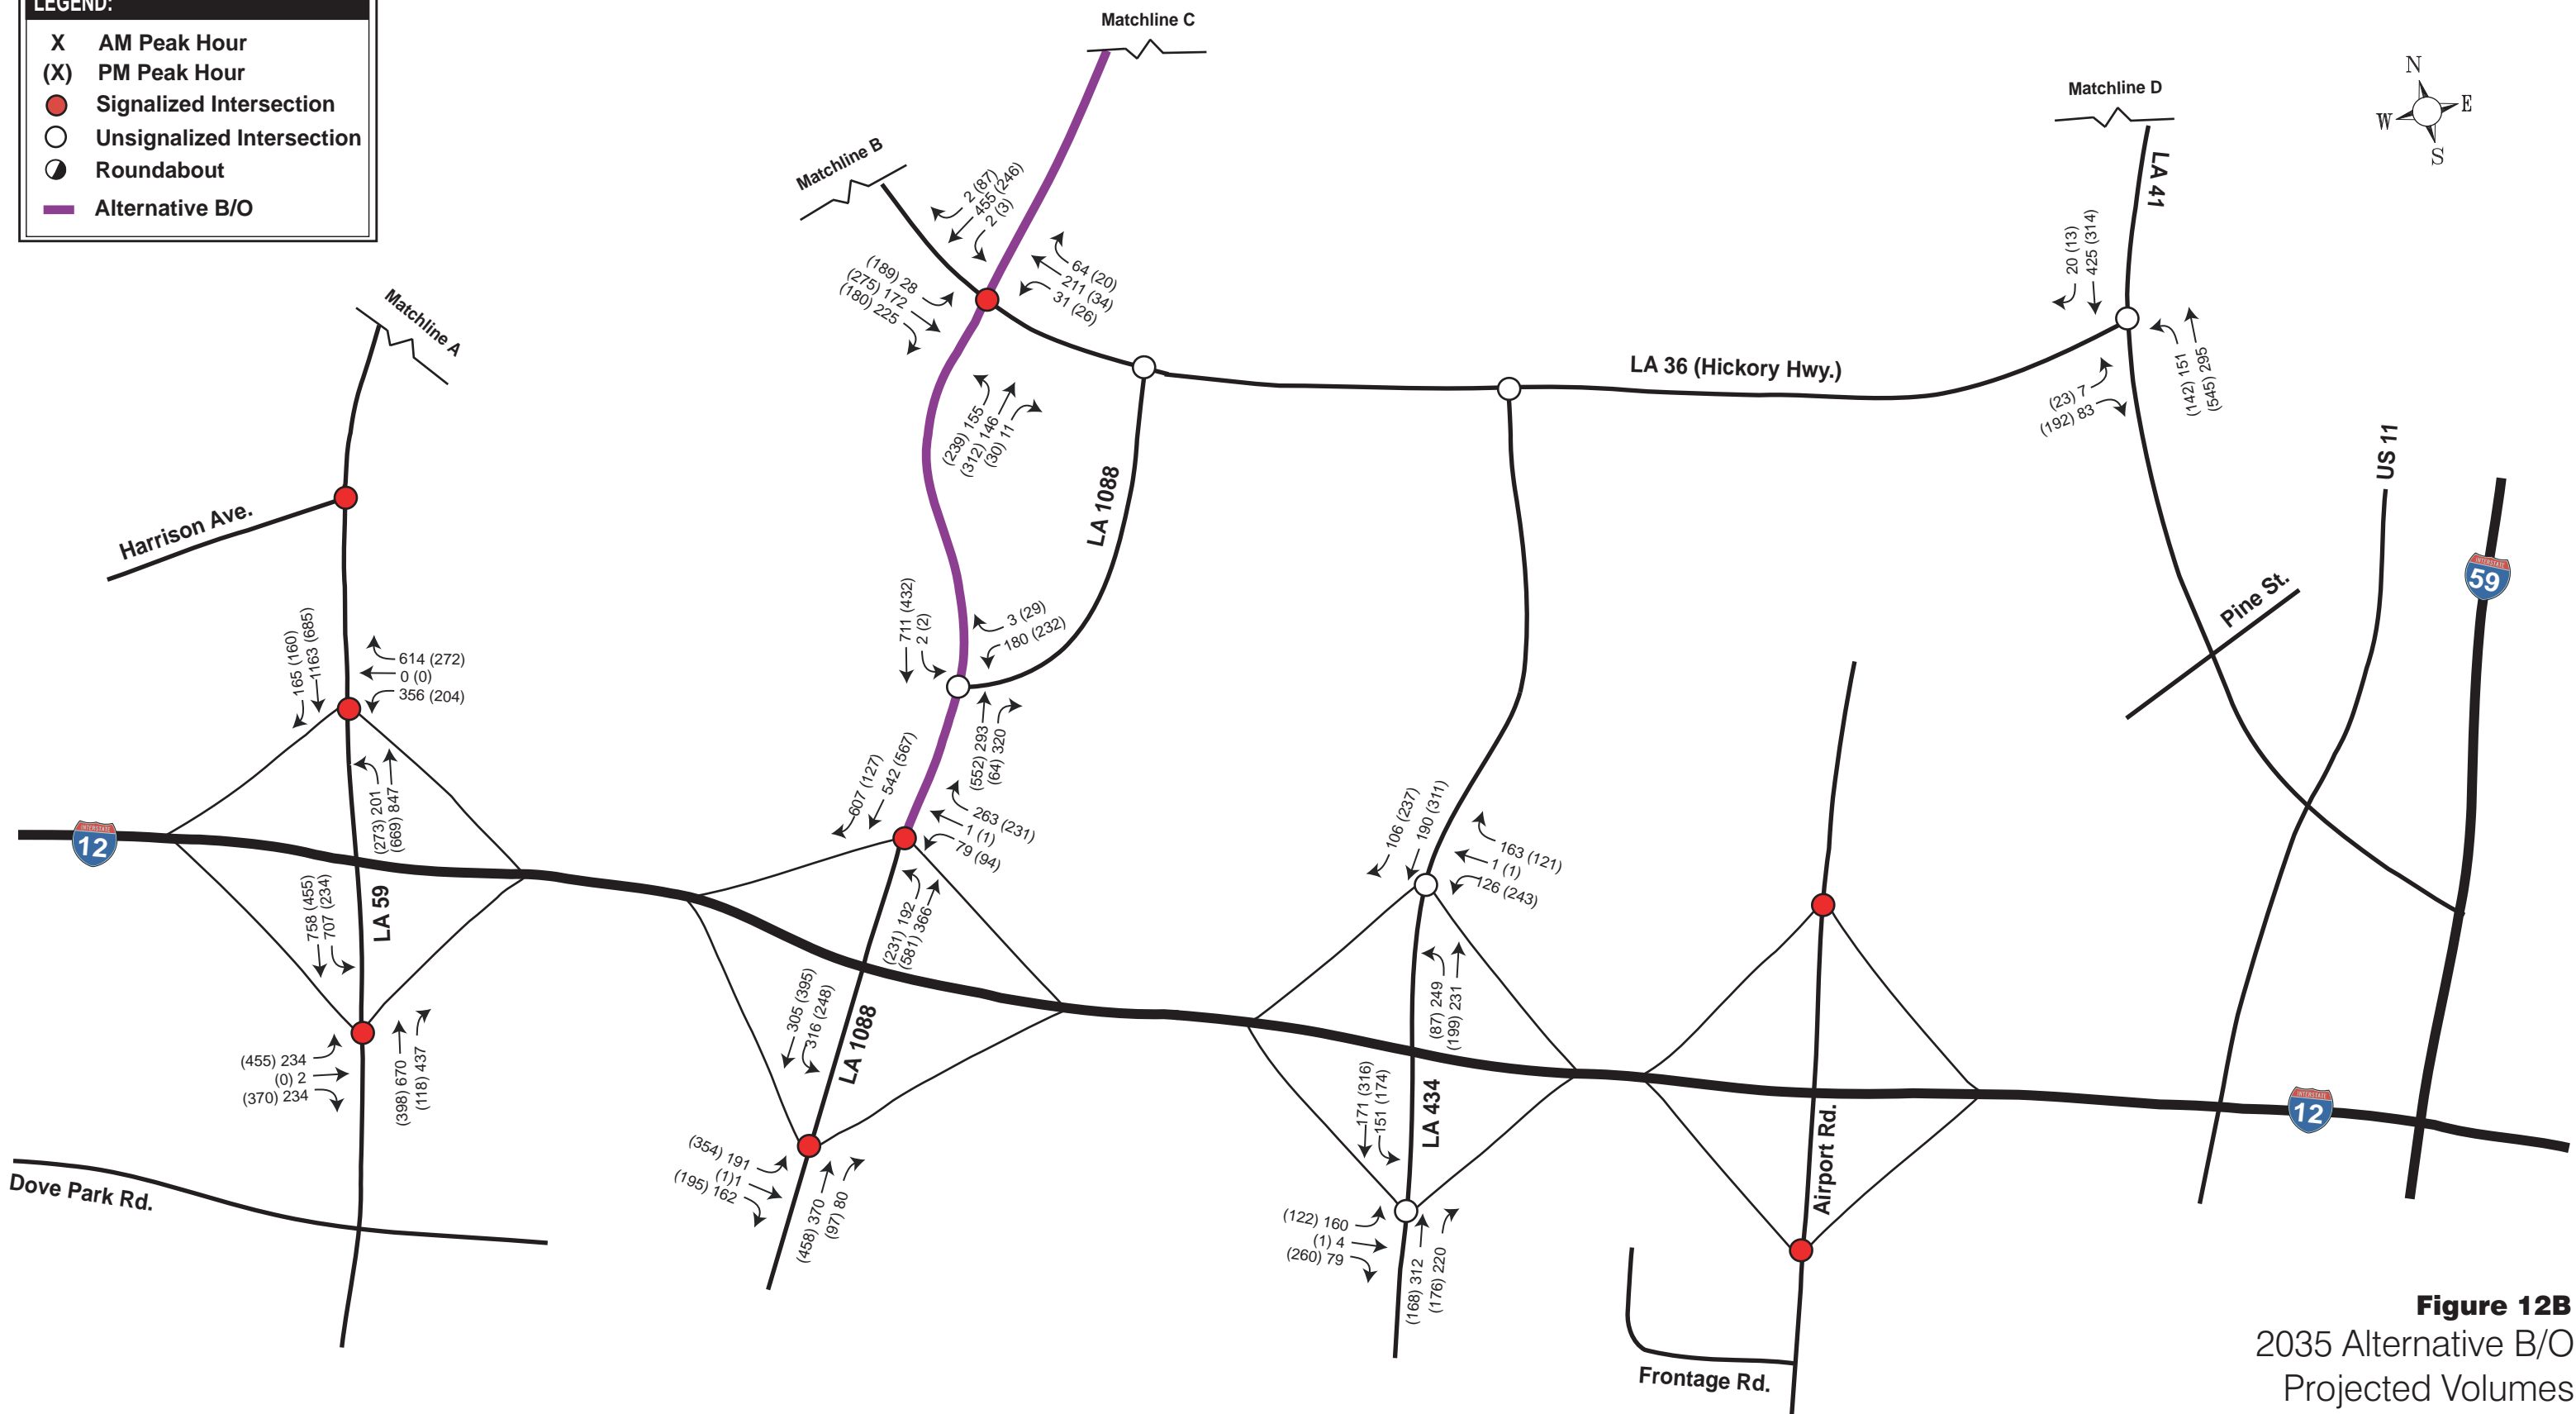 LEGEND:
X AM Peak Hour
(X) PM Peak Hour
Signalized Intersection
Unsignalized Intersection
Roundabout
Alternative B/O
Matchline C
Matchline B
Matchline D
N
W E
S
LA 41
2 (87)
455 (246)
2 (3)
(189) 28
(275) 172
(180) 225
64 (20)
211 (34)
31 (26)
(239) 155
(312) 146
(30) 11
20 (13)
425 (314)
(142) 151
(545) 295
(23) 7
(192) 83
LA 36 (Hickory Hwy.)
Matchline A
Harrison Ave.
LA 1088
US 11
INTERSTATE
59
Pine St.
165 (160)
1163 (685)
614 (272)
0 (0)
356 (204)
(273) 201
(669) 847
711 (432)
2 (2)
3 (29)
180 (232)
(552) 293
(64) 320
607 (127)
542 (567)
263 (231)
1 (1)
79 (94)
(231) 192
(581) 366
106 (237)
190 (311)
163 (121)
1 (1)
126 (243)
(87) 249
(199) 231
INTERSTATE
12
758 (455)
707 (234)
LA 59
305 (395)
316 (248)
LA 1088
171 (316)
151 (174)
LA 434
Airport Rd.
INTERSTATE
12
(455) 234
(0) 2
(370) 234
(398) 670
(118) 437
(354) 191
(1)1
(195) 162
(458) 370
(97) 80
(122) 160
(1) 4
(260) 79
(168) 312
(176) 220
Dove Park Rd.
Frontage Rd.
Figure 12B
2035 Alternative B/O
Projected Volumes